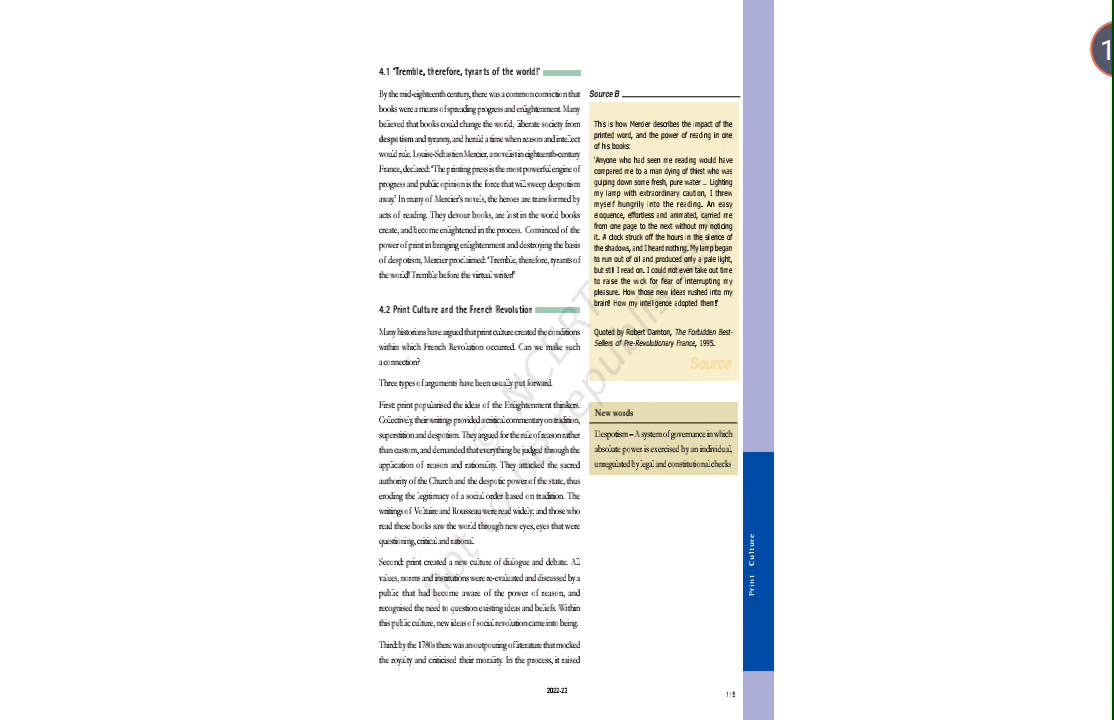 4.1 'Tremble, therefore, tyrants of the world!'
By the mid-eighteenth century, there was a common conviction that
books were a means of spreading progress and enlightenment. Many
believed that books could change the world, liberate society from
despotism and tyranny, and herald a time when reason and intellect
would rule. Louise-Sebastien Mercier, a novelist in eighteenth-century
France, declared: 'The printing press is the most powerful engine of
progress and public opinion is the force that will sweep despotism
away.' In many of Mercier's novels, the heroes are transformed by
acts of reading. They devour books, are lost in the world books
create, and become enlightened in the process. Convinced of the
power of print in bringing enlightenment and destroying the basis
of despotism, Mercier proclaimed: 'Tremble, therefore, tyrants of
the world! Tremble before the virtual writer!'
4.2 Print Culture and the French Revolution
Many historians have argued that print culture created the conditions
within which French Revolution occurred. Can we make such
a connection?
Three types of arguments have been usually put forward.
First: print popularised the ideas of the Enlightenment thinkers.
Collectively, their writings provided a critical commentary on tradition,
superstition and despotism. They argued for the rule of reason rather
than custom, and demanded that everything be judged through the
application of reason and rationality. They attacked the sacred
authority of the Church and the despotic power of the state, thus
eroding the legitimacy of a social order based on tradition. The
writings of Voltaire and Rousseau were read widely; and those who
read these books saw the world through new eyes, eyes that were
questioning, critical and rational.
Second: print created a new culture of dialogue and debate. All
values, norms and institutions were re-evaluated and discussed by a
public that had become aware of the power of reason, and
recognised the need to question existing ideas and beliefs. Within
this public culture, new ideas of social revolution came into being.
Third: by the 1780s there was an outpouring of literature that mocked
the royalty and criticised their morality. In the process, it raised
Source B
This is how Mercier describes the impact of the
printed word, and the power of reading in one
of his books:
'Anyone who had seen me reading would have
compared me to a man dying of thirst who was
gulping down some fresh, pure water ... Lighting
my lamp with extraordinary caution, I threw
myself hungrily into the reading. An easy
eloquence, effortless and animated, carried me
from one page to the next without my noticing
it. A clock struck off the hours in the silence of
the shadows, and I heard nothing. My lamp began
to run out of oil and produced only a pale light,
but still I read on. I could not even take out time
to raise the wick for fear of interrupting my
pleasure. How those new ideas rushed into my
brain! How my intelligence adopted them!'
Quoted by Robert Darnton, The Forbidden Best-
Sellers of Pre-Revolutionary France, 1995.
Source
New words
Despotism – A system of governance in which
absolute power is exercised by an individual,
unregulated by legal and constitutional checks
Print Culture
2022-23
115
© NCERT
not to be republished
1